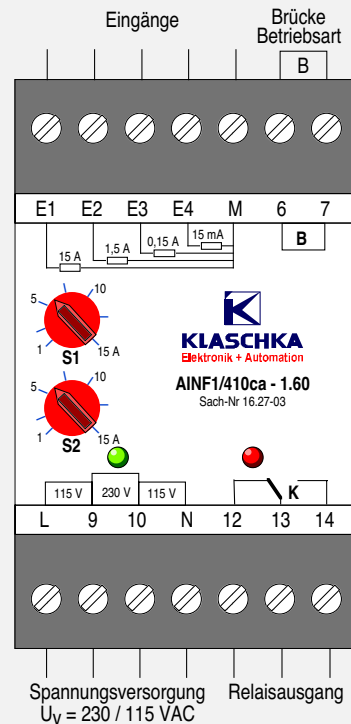 Eingänge
Brücke
Betriebsart
B
E1 E2 E3 E4 M 6 7
15 mA
0,15 A
1,5 A
15 A
B
5 10
1 15 A
S1
KLASCHKA
Elektronik + Automation
5 10
1 15 A
S2
AINF1/410ca - 1.60
Sach-Nr 16.27-03
115 V 230 V 115 V K
L 9 10 N 12 13 14
Spannungsversorgung
UV = 230 / 115 VAC
Relaisausgang